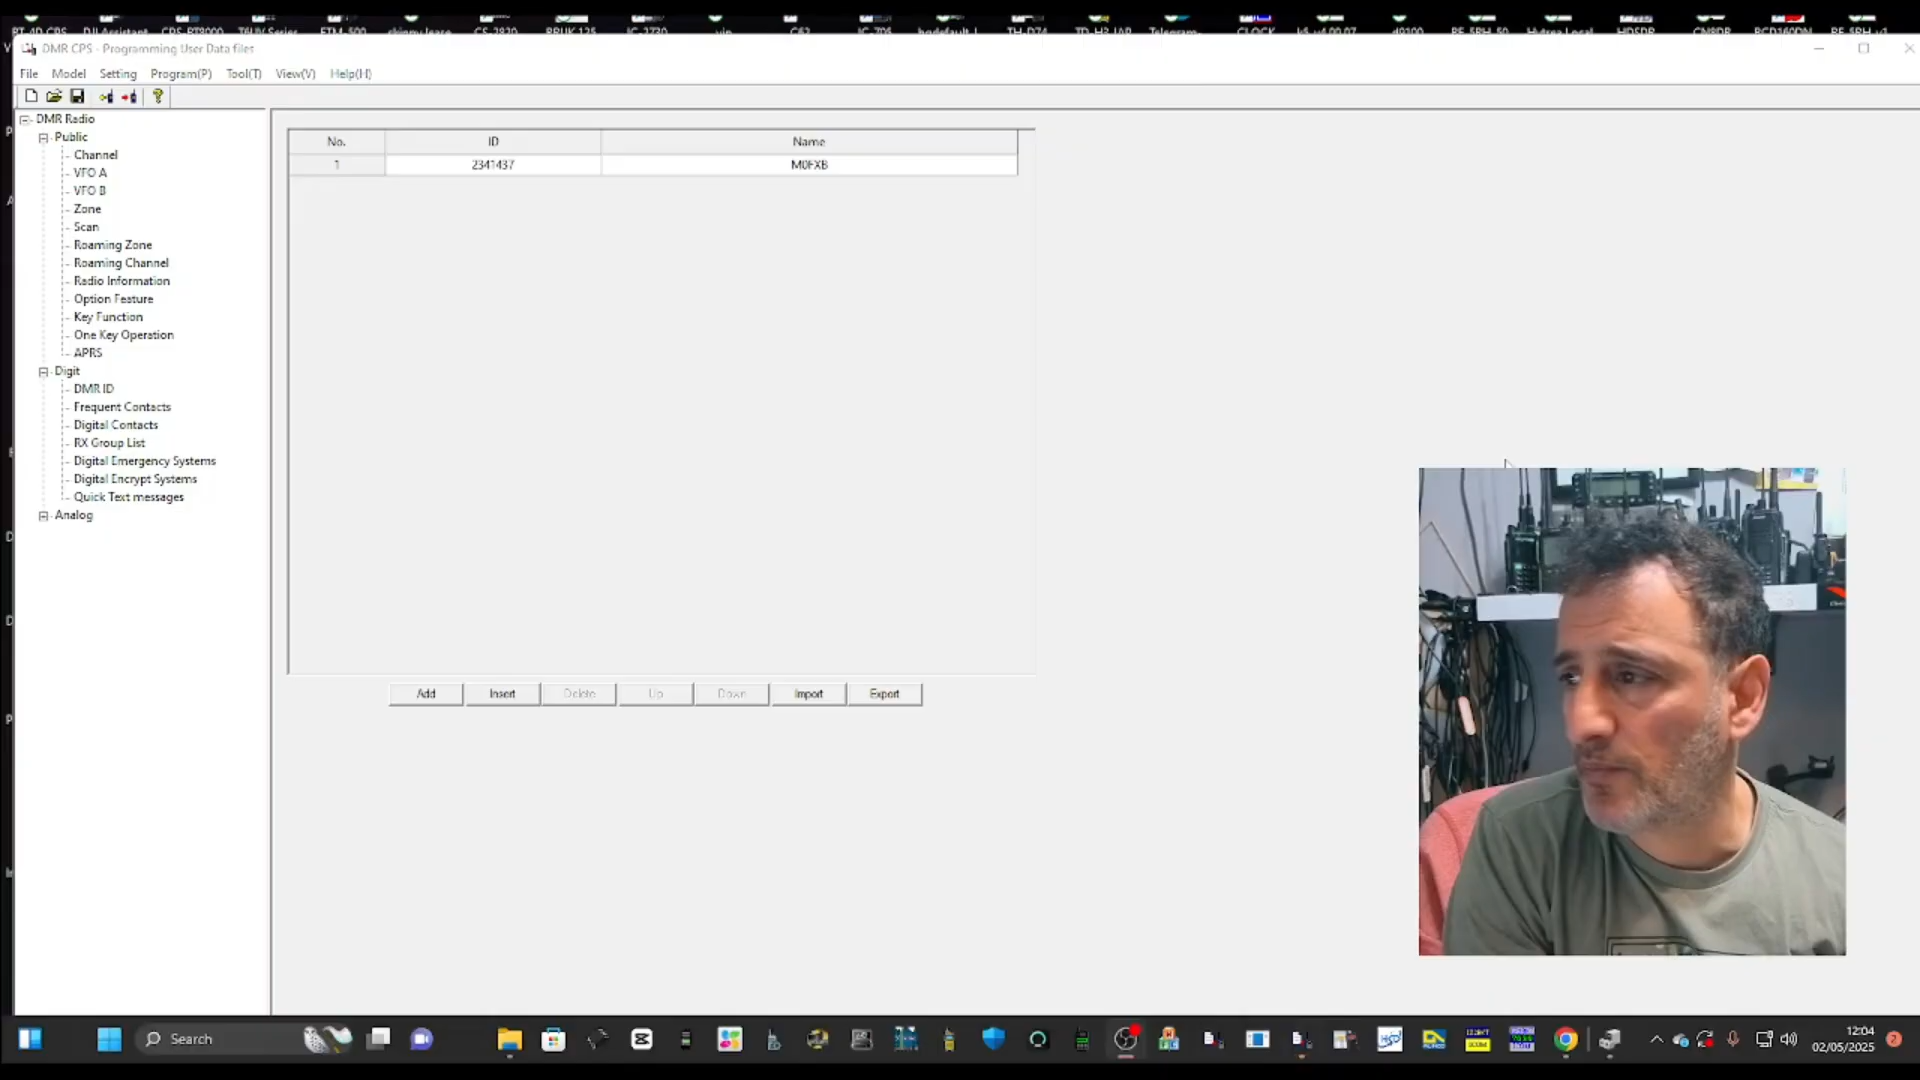 DMR CPS - Programming User Data files
File Model Setting Program(P) Tool(T) View(V) Help(H)
DMR Radio
Public
Channel
VFO A
VFO B
Zone
Scan
Roaming Zone
Roaming Channel
Radio Information
Option Feature
Key Function
One Key Operation
APRS
Digit
DMR ID
Frequent Contacts
Digital Contacts
RX Group List
Digital Emergency Systems
Digital Encrypt Systems
Quick Text messages
Analog
No. ID Name
1 2341437 M0FXB
Add Insert Delete Up Down Import Export
Search
12:04
02/05/2025
2